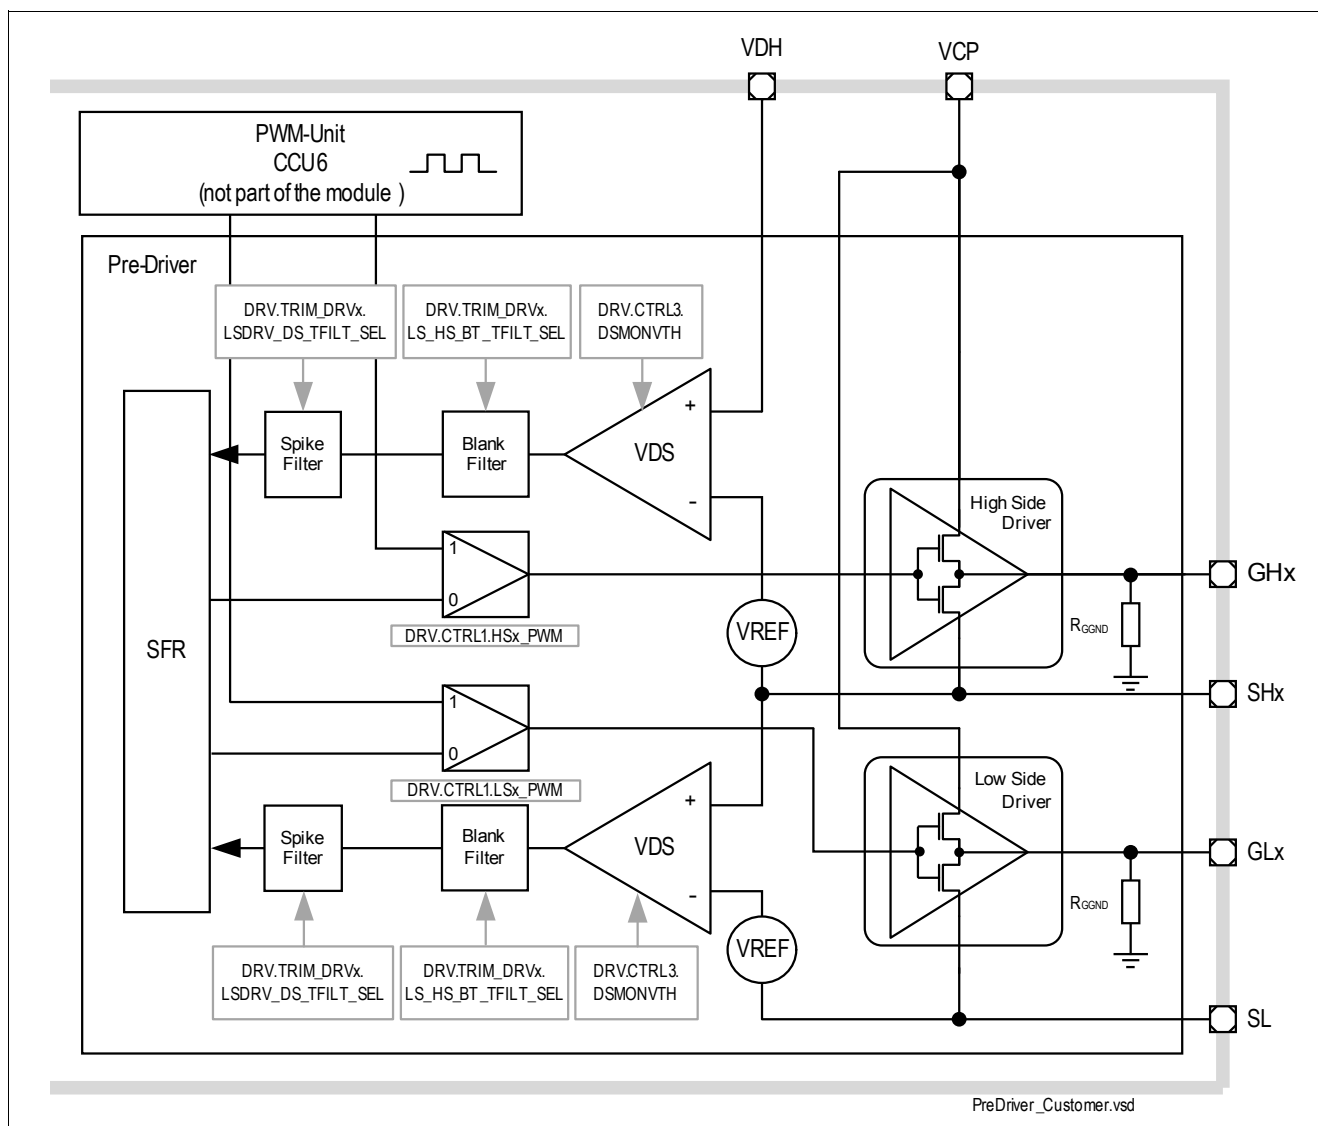 VDH
VCP
PWM-Unit
CCU6
(not part of the module )
Pre-Driver
DRV.TRIM_DRVx.
LSDRV_DS_TFILT_SEL
DRV.TRIM_DRVx.
LS_HS_BT_TFILT_SEL
DRV.CTRL3.
DSMONVTH
Spike
Filter
Blank
Filter
VDS
+
-
High Side
Driver
1
0
DRV.CTRL1.HSx_PWM
VREF
GHx
RGGND
SFR
SHx
1
0
DRV.CTRL1.LSx_PWM
Low Side
Driver
Spike
Filter
Blank
Filter
VDS
+
-
GLx
RGGND
VREF
DRV.TRIM_DRVx.
LSDRV_DS_TFILT_SEL
DRV.TRIM_DRVx.
LS_HS_BT_TFILT_SEL
DRV.CTRL3.
DSMONVTH
SL
PreDriver_Customer.vsd